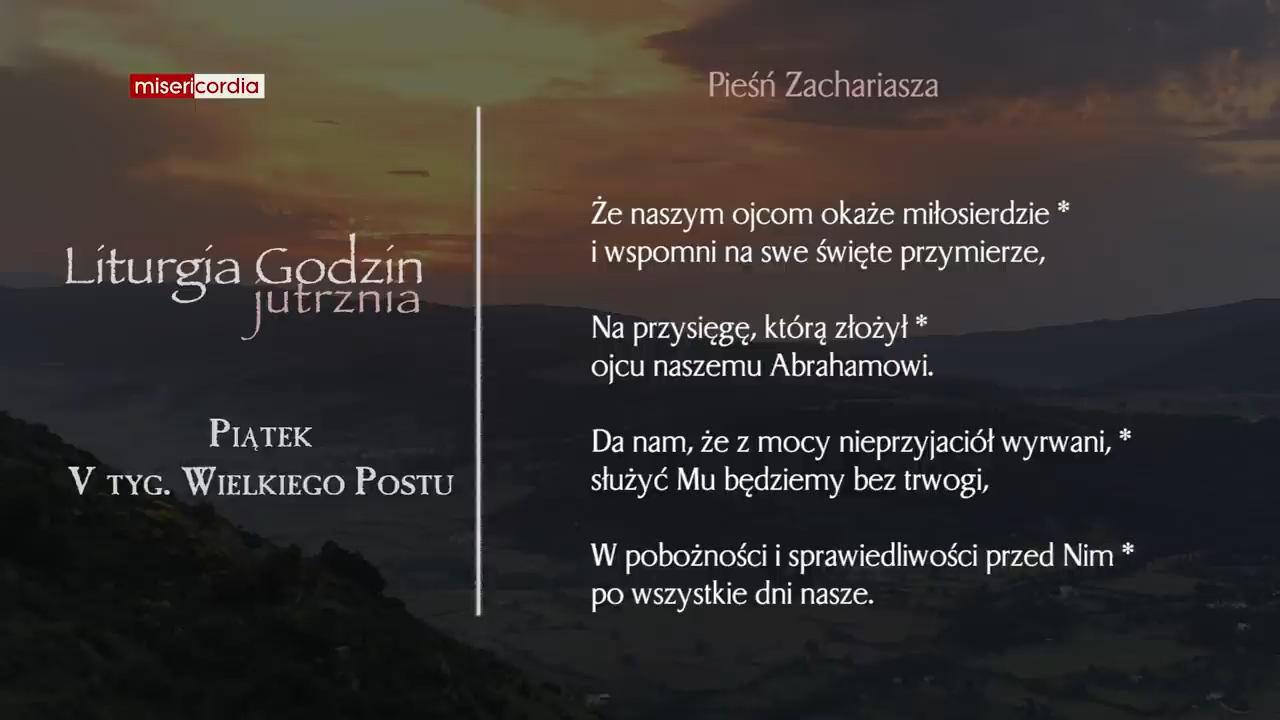 misericordia
Pieśń Zachariasza
Liturgia Godzin
jutrznia
Piątek
V tyg. Wielkiego Postu
Że naszym ojcom okaże miłosierdzie *
i wspomni na swe święte przymierze,
Na przysięgę, którą złożył *
ojcu naszemu Abrahamowi.
Da nam, że z mocy nieprzyjaciół wyrwani, *
służyć Mu będziemy bez trwogi,
W pobożności i sprawiedliwości przed Nim *
po wszystkie dni nasze.